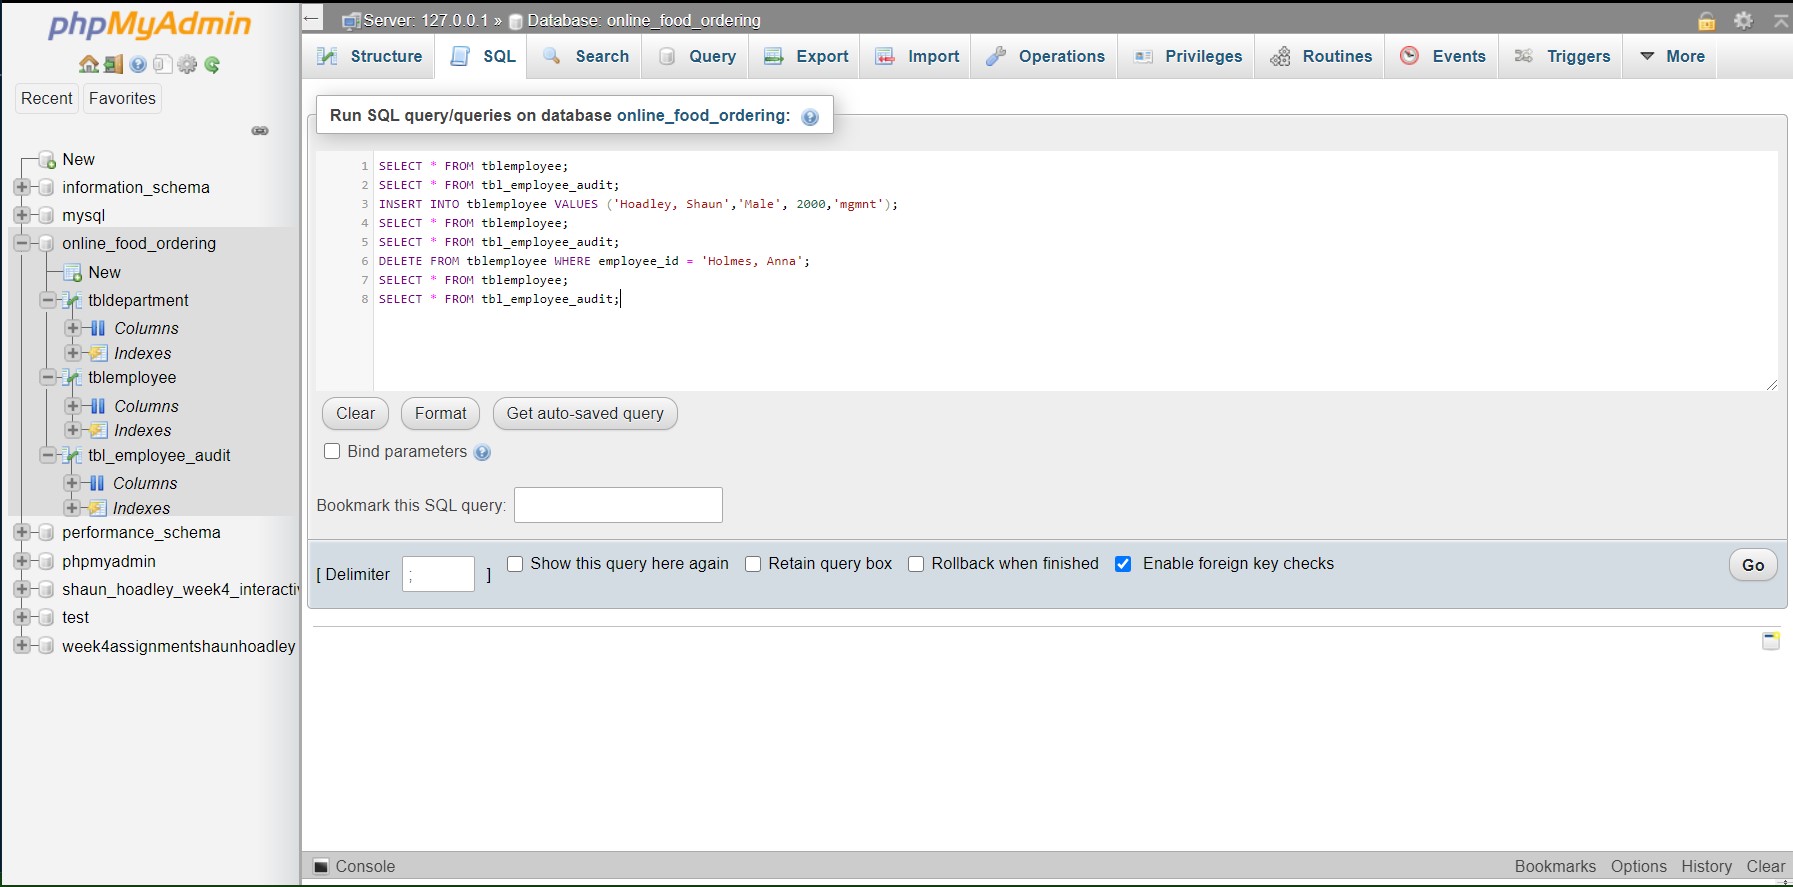 phpMyAdmin
Recent
Favorites
New
information_schema
mysql
online_food_ordering
New
tbldepartment
Columns
Indexes
tblemployee
Columns
Indexes
tbl_employee_audit
Columns
Indexes
performance_schema
phpmyadmin
shaun_hoadley_week4_interacti
test
week4assignmentshaunhoadley
Server: 127.0.0.1 » Database: online_food_ordering
Structure SQL Search Query Export Import Operations Privileges Routines Events Triggers More
Run SQL query/queries on database online_food_ordering:
1 SELECT * FROM tblemployee;
2 SELECT * FROM tbl_employee_audit;
3 INSERT INTO tblemployee VALUES ('Hoadley, Shaun','Male', 2000,'mgmnt');
4 SELECT * FROM tblemployee;
5 SELECT * FROM tbl_employee_audit;
6 DELETE FROM tblemployee WHERE employee_id = 'Holmes, Anna';
7 SELECT * FROM tblemployee;
8 SELECT * FROM tbl_employee_audit;
Clear Format Get auto-saved query
Bind parameters
Bookmark this SQL query:
[ Delimiter ; ] Show this query here again Retain query box Rollback when finished Enable foreign key checks Go
Console Bookmarks Options History Clear